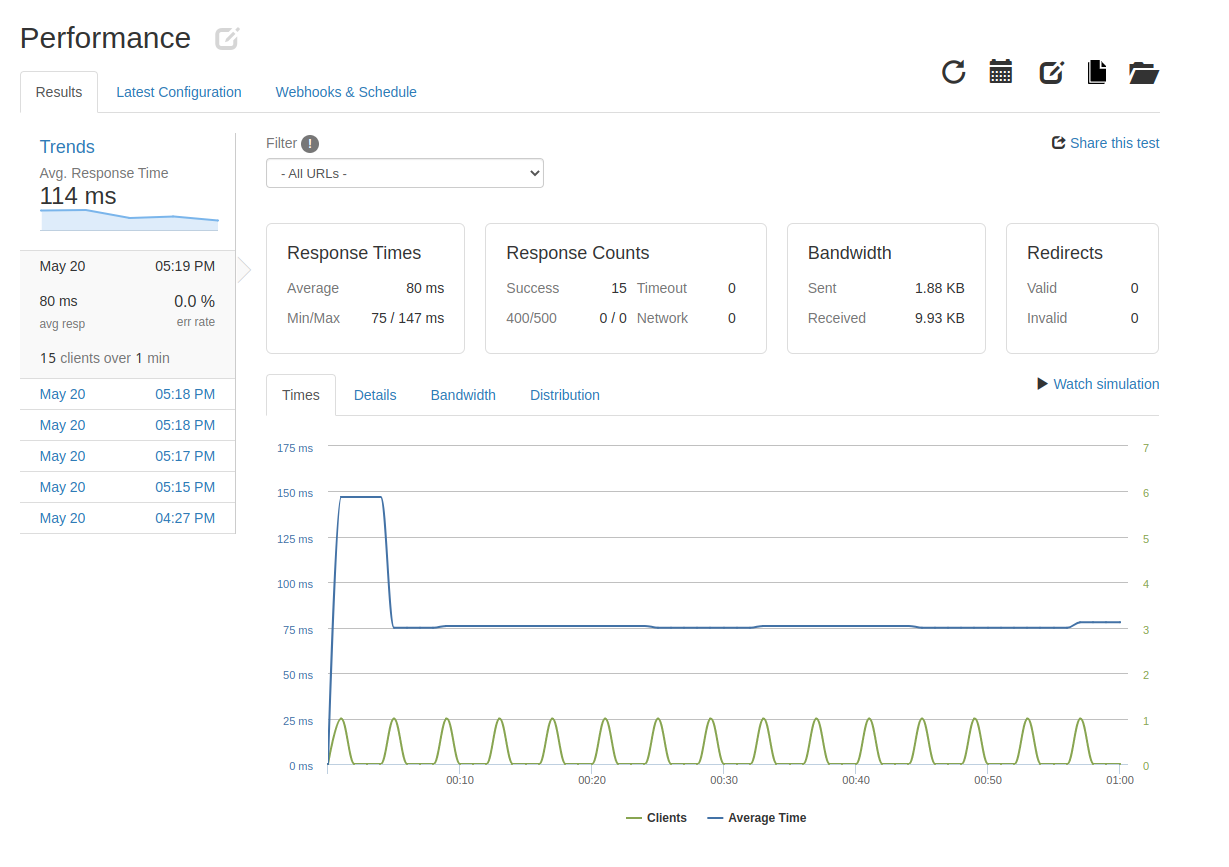 Performance
Results Latest Configuration Webhooks & Schedule
Trends
Avg. Response Time
114 ms
May 20 05:19 PM
80 ms 0.0 %
avg resp err rate
15 clients over 1 min
May 20 05:18 PM
May 20 05:18 PM
May 20 05:17 PM
May 20 05:15 PM
May 20 04:27 PM
Filter !
Share this test
- All URLs -
Response Times
Average 80 ms
Min/Max 75 / 147 ms
Response Counts
Success 15 Timeout 0
400/500 0 / 0 Network 0
Bandwidth
Sent 1.88 KB
Received 9.93 KB
Redirects
Valid 0
Invalid 0
Watch simulation
Times Details Bandwidth Distribution
175 ms 7
150 ms 6
125 ms 5
100 ms 4
75 ms 3
50 ms 2
25 ms 1
0 ms 0
00:10 00:20 00:30 00:40 00:50 01:00
Clients Average Time